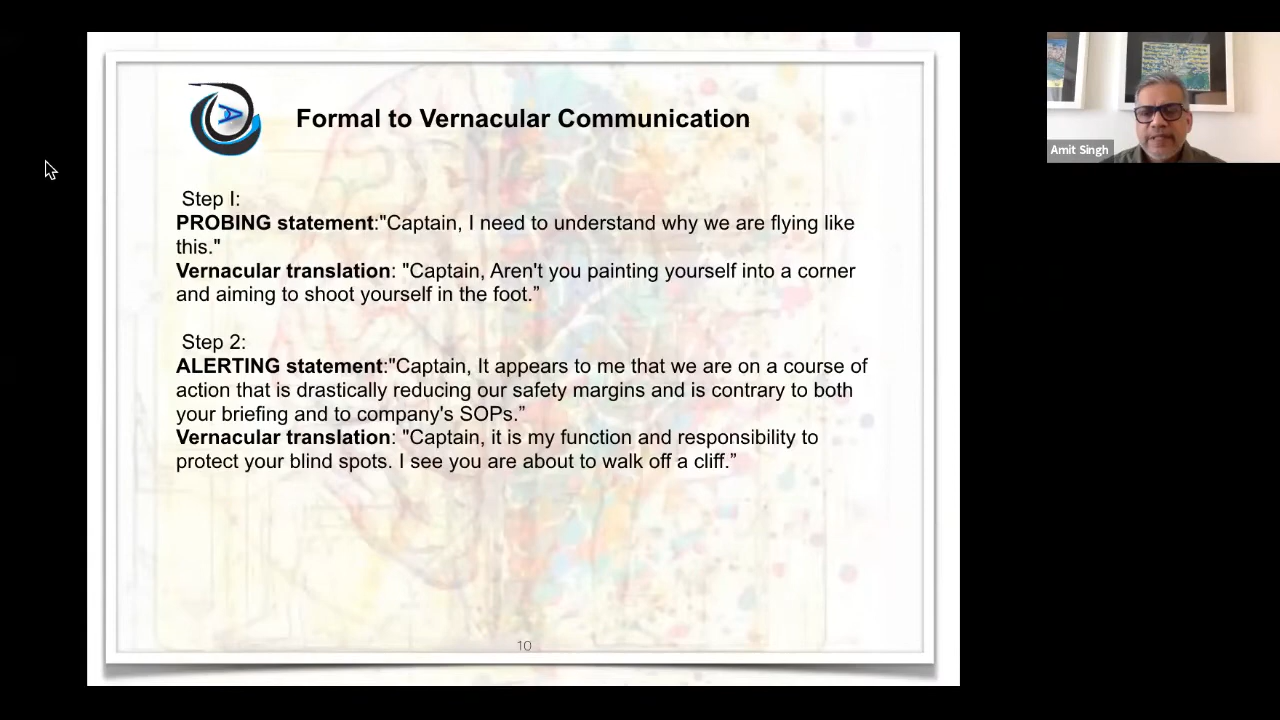 Formal to Vernacular Communication
Step I:
PROBING statement:"Captain, I need to understand why we are flying like
this."
Vernacular translation: "Captain, Aren't you painting yourself into a corner
and aiming to shoot yourself in the foot.”
Step 2:
ALERTING statement:"Captain, It appears to me that we are on a course of
action that is drastically reducing our safety margins and is contrary to both
your briefing and to company's SOPs.”
Vernacular translation: "Captain, it is my function and responsibility to
protect your blind spots. I see you are about to walk off a cliff.”
10
Amit Singh